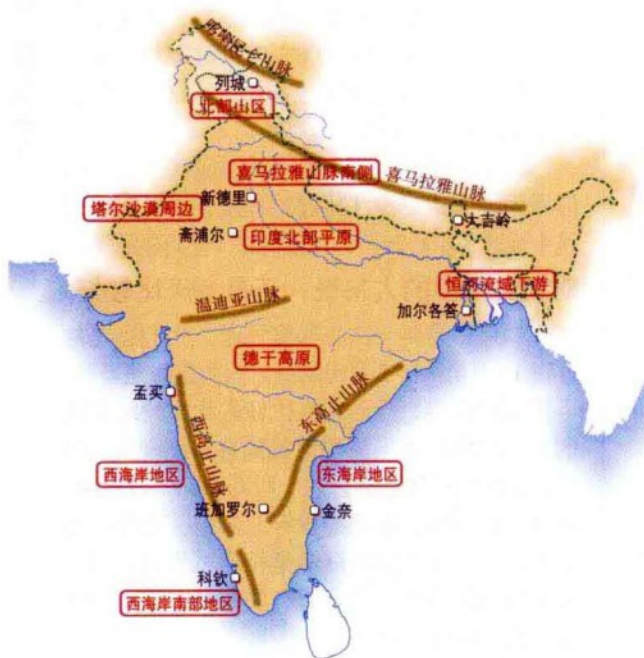 喀喇昆仑山脉
列城
北部山区
喜马拉雅山脉南侧
喜马拉雅山脉
新德里
塔尔沙漠周边
大吉岭
斋浦尔
印度北部平原
恒河流域下游
温迪亚山脉
加尔各答
德干高原
孟买
东高止山脉
西高止山脉
西海岸地区
东海岸地区
班加罗尔
金奈
科钦
西海岸南部地区